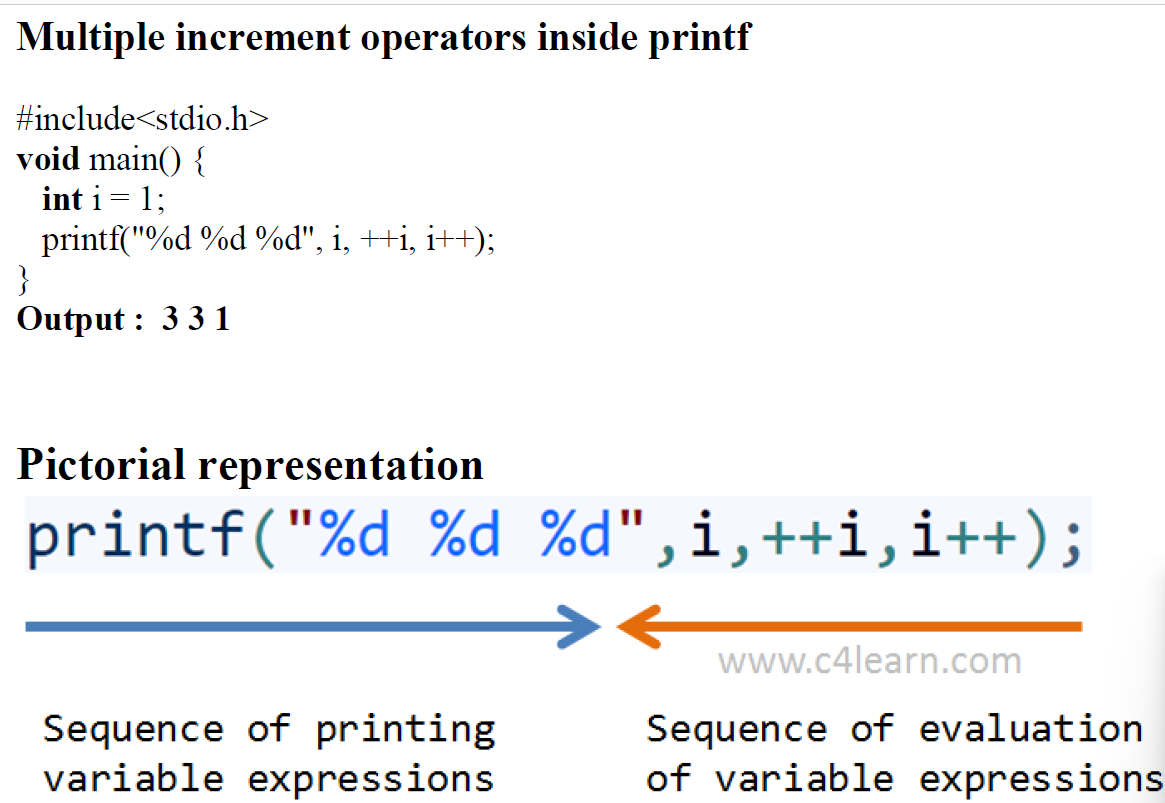 Multiple increment operators inside printf
#include<stdio.h>
void main() {
int i = 1;
printf("%d %d %d", i, ++i, i++);
}
Output : 3 3 1
Pictorial representation
printf("%d %d %d",i,++i,i++);
www.c4learn.com
Sequence of printing
variable expressions
Sequence of evaluation
of variable expressions